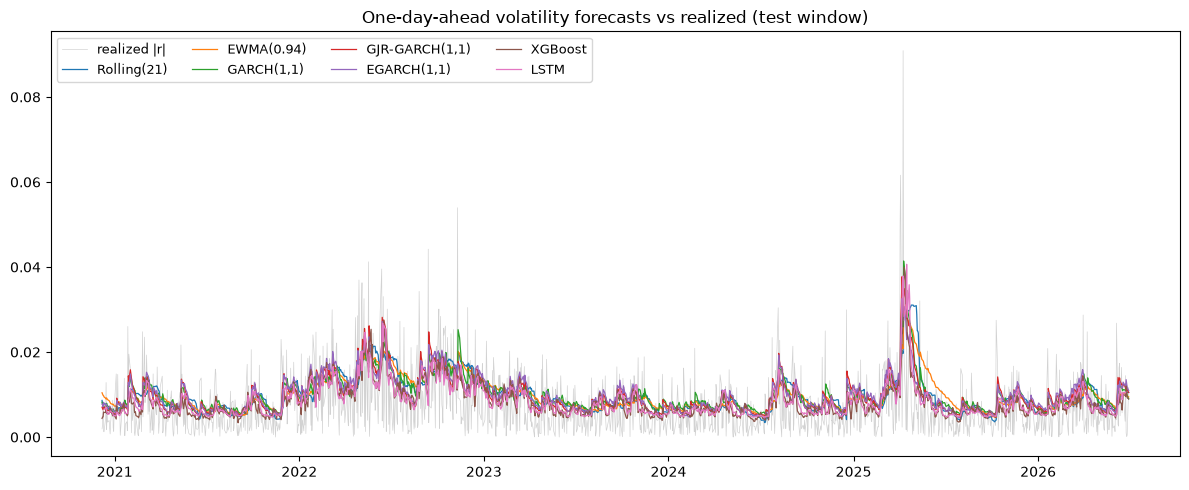 One-day-ahead volatility forecasts vs realized (test window)
realized |r| EWMA(0.94) GJR-GARCH(1,1) XGBoost
Rolling(21) GARCH(1,1) EGARCH(1,1) LSTM
0.08
0.06
0.04
0.02
0.00
2021 2022 2023 2024 2025 2026